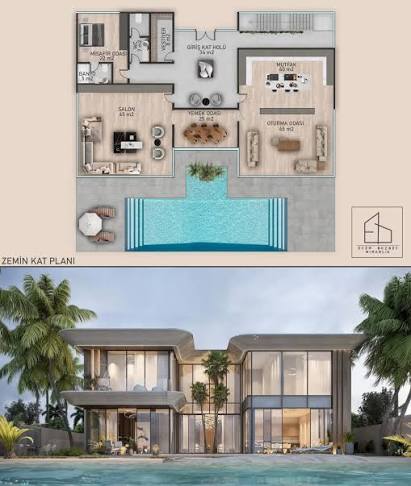 MİSAFİR ODASI
22 m2
VESTİYER
GİRİŞ KAT HOLÜ
34 m2
MUTFAK
40 m2
BANYO
5 m2
SALON
45 m2
YEMEK ODASI
25 m2
OTURMA ODASI
45 m2
ZEMİN KAT PLANI